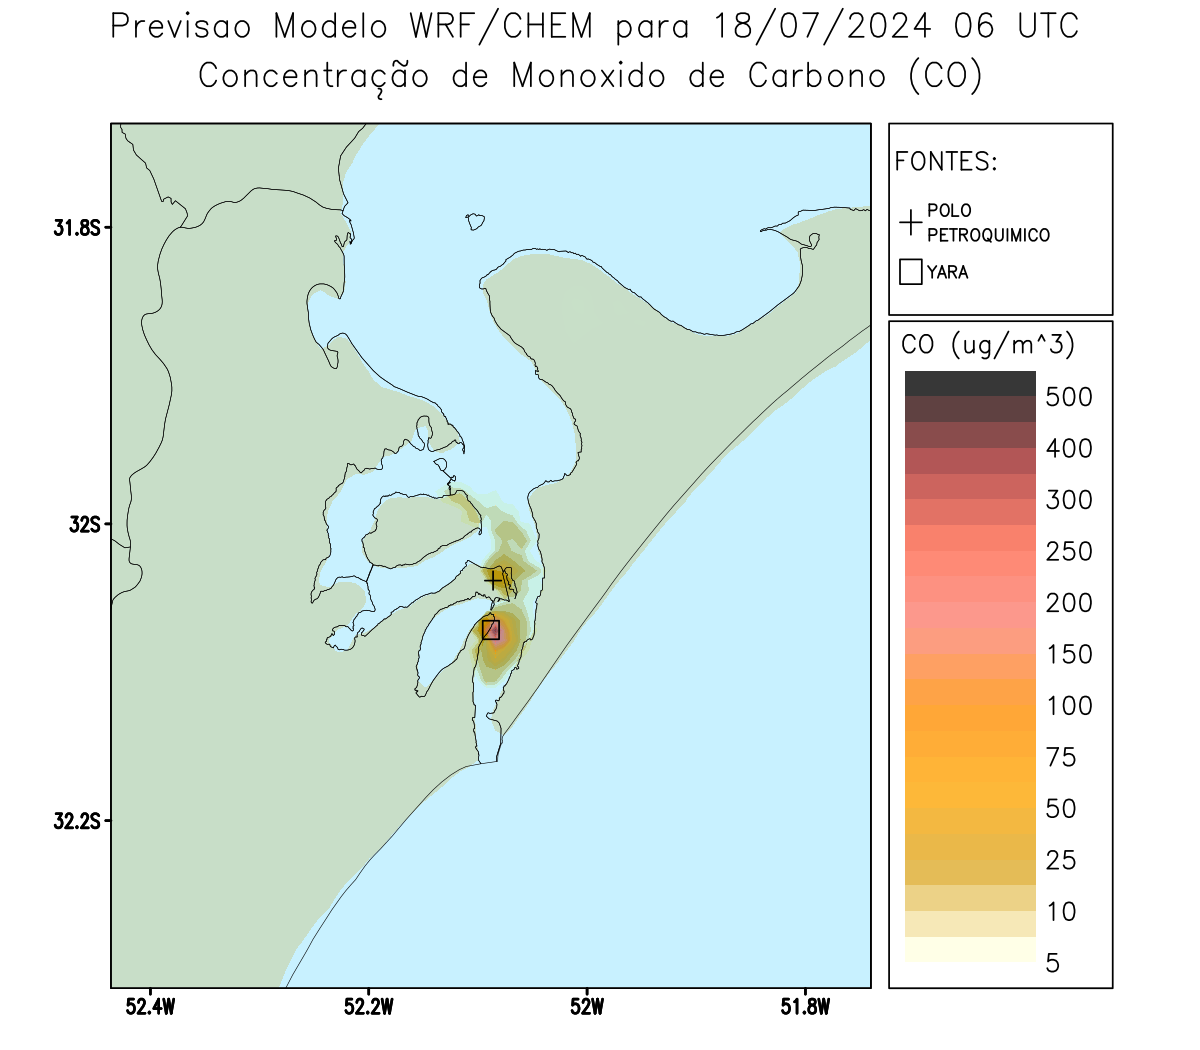 Previsao Modelo WRF/CHEM para 18/07/2024 06 UTC
Concentração de Monoxido de Carbono (CO)
FONTES:
POLO
PETROQUIMICO
YARA
31.8S
32S
32.2S
52.4W
52.2W
52W
51.8W
CO (ug/m^3)
500
400
300
250
200
150
100
75
50
25
10
5